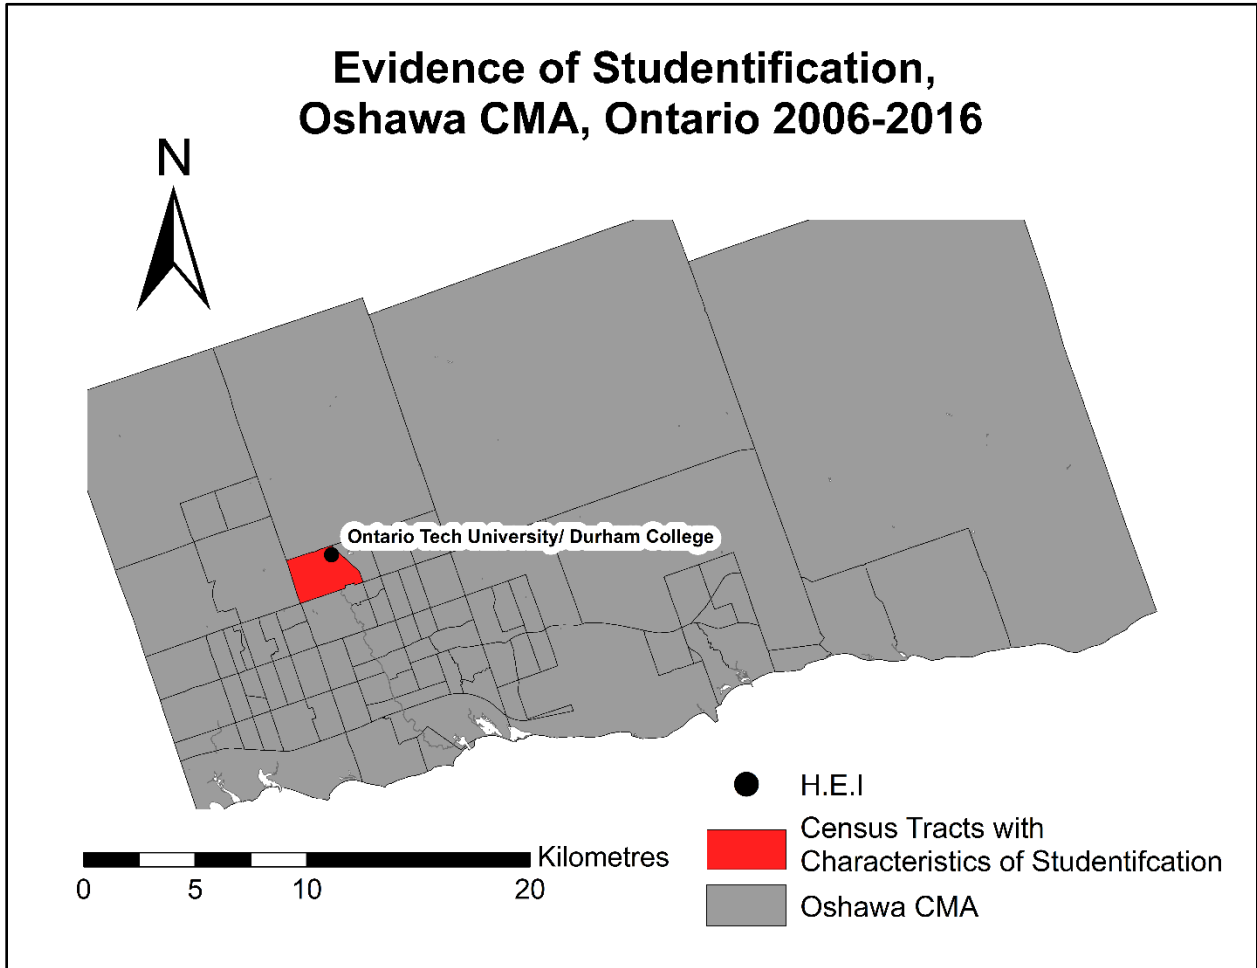 Evidence of Studentification,
Oshawa CMA, Ontario 2006-2016
N
Ontario Tech University/ Durham College
H.E.I
Census Tracts with
Characteristics of Studentifcation
Oshawa CMA
Kilometres
0 5 10 20